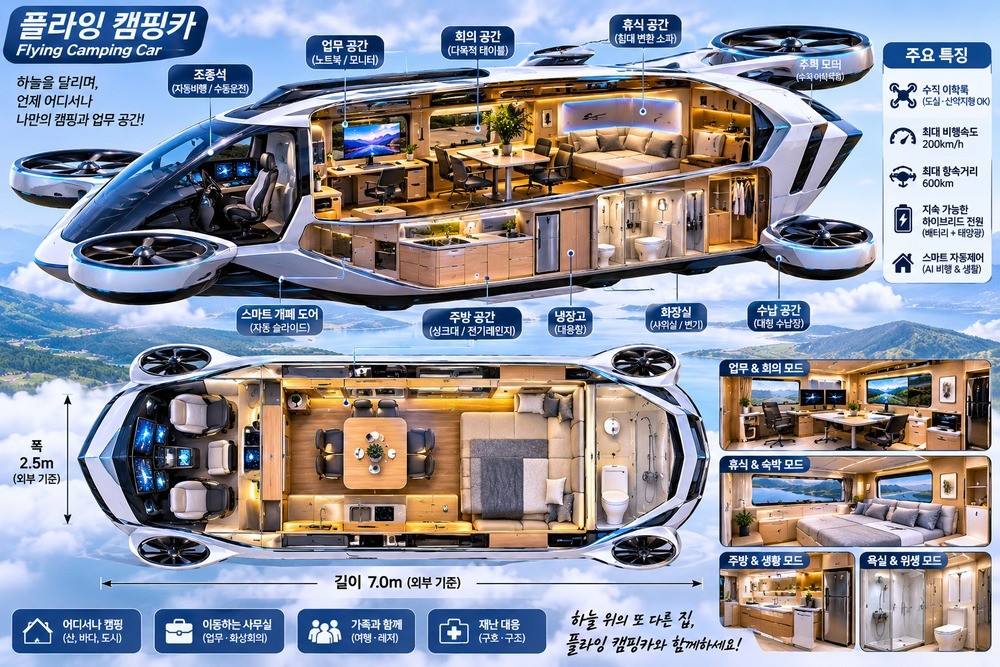 플라잉 캠핑카
Flying Camping Car
하늘을 달리며,
언제 어디서나
나만의 캠핑과 업무 공간!
조종석
(자동비행 / 수동운전)
업무 공간
(노트북 / 모니터)
회의 공간
(다목적 테이블)
휴식 공간
(침대 변환 소파)
주요 특징
수직 이착륙
(도심·산악지형 OK)
최대 비행속도
200km/h
최대 항속거리
600km
지속 가능한
하이브리드 전원
(배터리 + 태양광)
스마트 자동제어
(AI 비행 & 생활)
스마트 개폐 도어
(자동 슬라이드)
주방 공간
(싱크대 / 전기레인지)
냉장고
화장실
(샤워실 / 변기)
수납 공간
(대형 수납장)
폭
2.5m
(외부 기준)
길이 7.0m (외부 기준)
업무 & 회의 모드
휴식 & 숙박 모드
주방 & 생활 모드
욕실 & 위생 모드
어디서나 캠핑
(산, 바다, 도시)
이동하는 사무실
(업무·화상회의)
가족과 함께
(여행·레저)
재난 대응
(구호·구조)
하늘 위의 또 다른 집,
플라잉 캠핑카와 함께하세요!